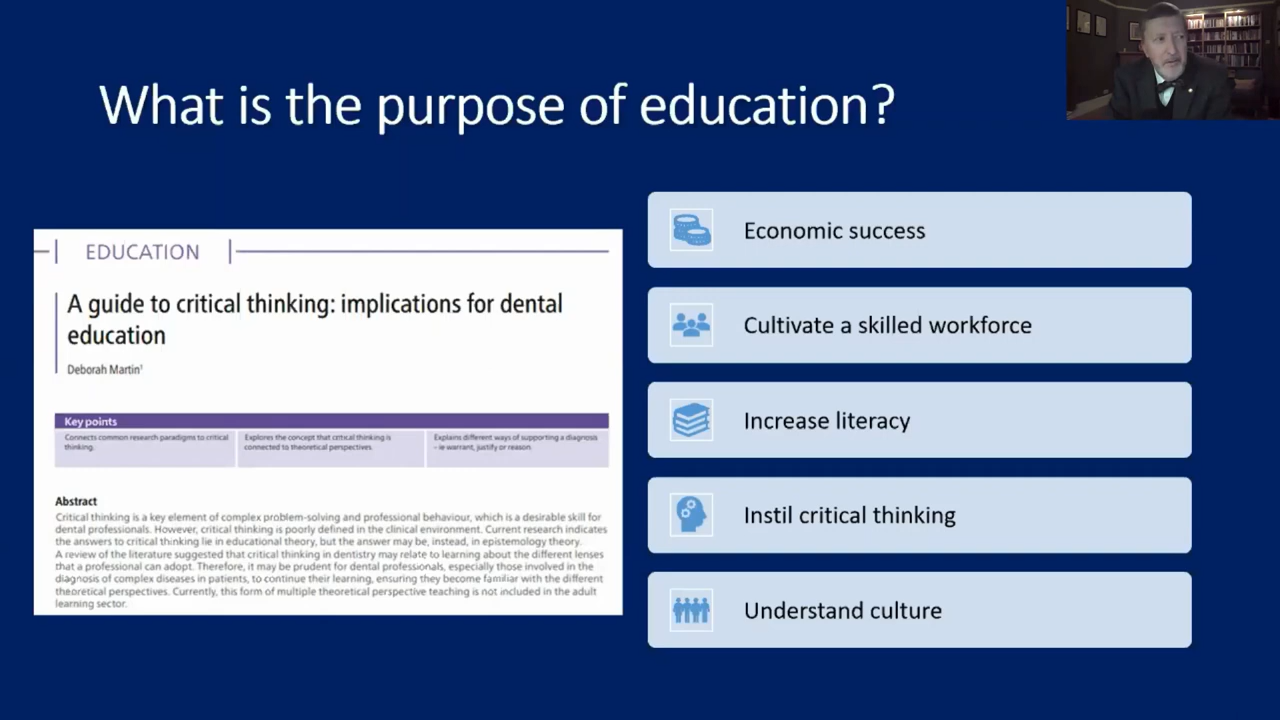 What is the purpose of education?
EDUCATION
A guide to critical thinking: implications for dental
education
Deborah Martin¹
Key points
Connects common research paradigms to critical
thinking.
Explores the concept that critical thinking is
connected to theoretical perspectives.
Explains different ways of supporting a diagnosis
– ie warrant, justify or reason.
Abstract
Critical thinking is a key element of complex problem-solving and professional behaviour, which is a desirable skill for
dental professionals. However, critical thinking is poorly defined in the clinical environment. Current research indicates
the answers to critical thinking lie in educational theory, but the answer may be, instead, in epistemology theory.
A review of the literature suggested that critical thinking in dentistry may relate to learning about the different lenses
that a professional can adopt. Therefore, it may be prudent for dental professionals, especially those involved in the
diagnosis of complex diseases in patients, to continue their learning, ensuring they become familiar with the different
theoretical perspectives. Currently, this form of multiple theoretical perspective teaching is not included in the adult
learning sector.
Economic success
Cultivate a skilled workforce
Increase literacy
Instil critical thinking
Understand culture